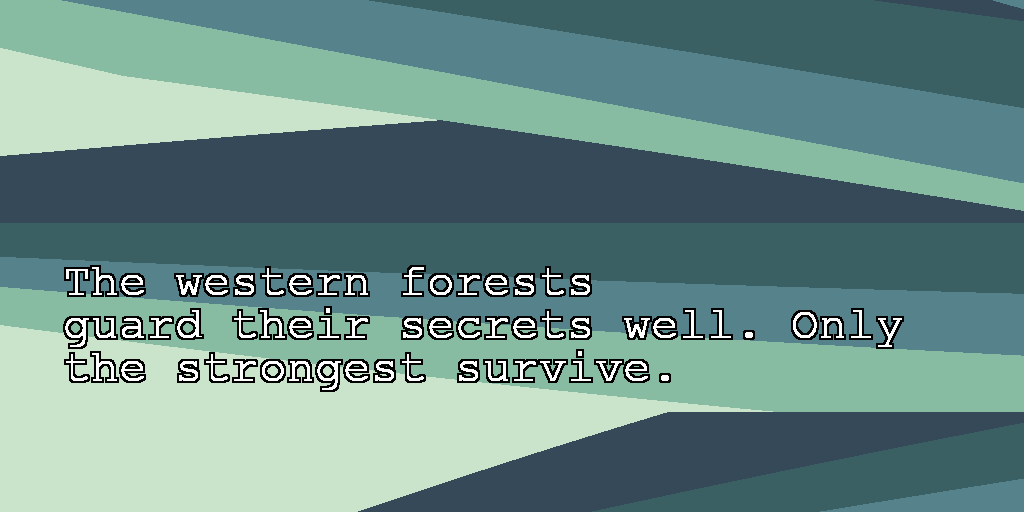 The western forests
guard their secrets well. Only
the strongest survive.